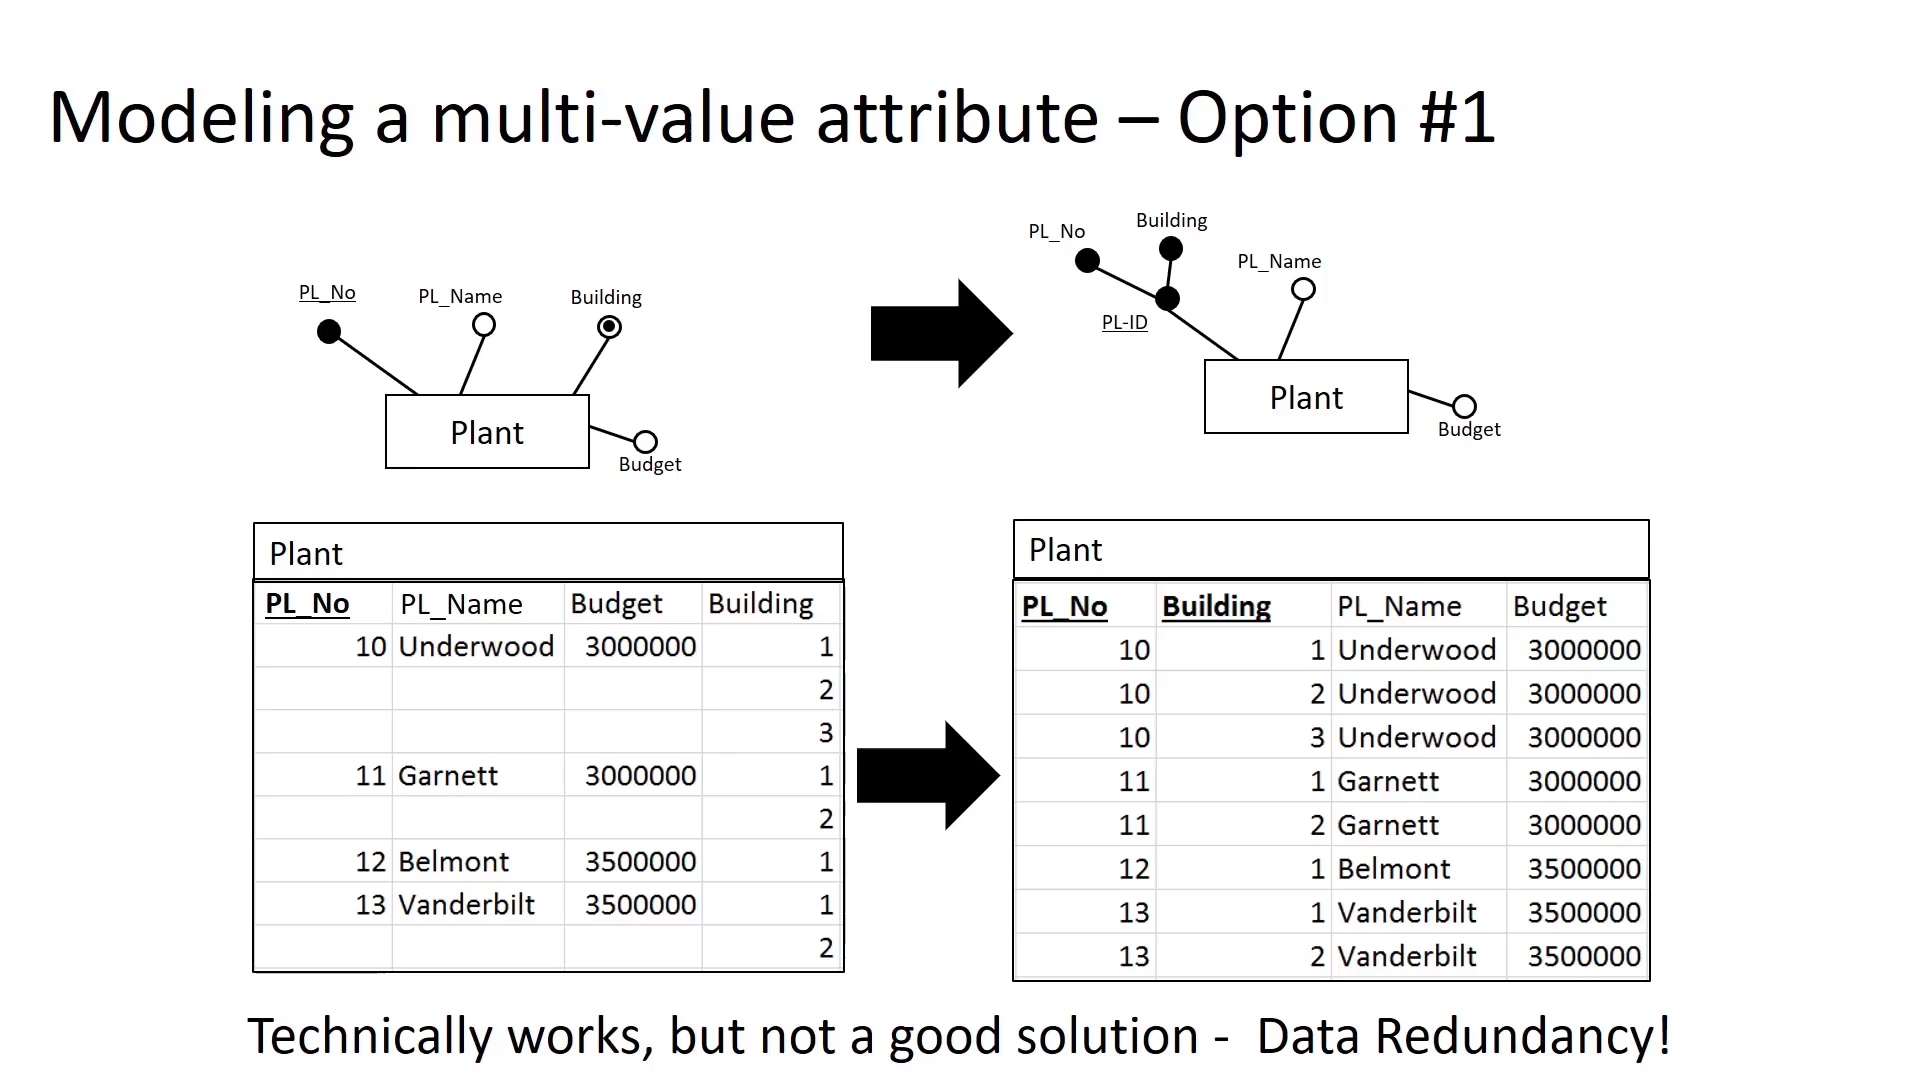 Modeling a multi-value attribute – Option #1
PL_No
PL_Name
Building
Plant
Budget
PL_No
Building
PL_Name
PL-ID
Plant
Budget
Plant
PL_No PL_Name Budget Building
10 Underwood 3000000 1
2
3
11 Garnett 3000000 1
2
12 Belmont 3500000 1
13 Vanderbilt 3500000 1
2
Plant
PL_No Building PL_Name Budget
10 1 Underwood 3000000
10 2 Underwood 3000000
10 3 Underwood 3000000
11 1 Garnett 3000000
11 2 Garnett 3000000
12 1 Belmont 3500000
13 1 Vanderbilt 3500000
13 2 Vanderbilt 3500000
Technically works, but not a good solution - Data Redundancy!